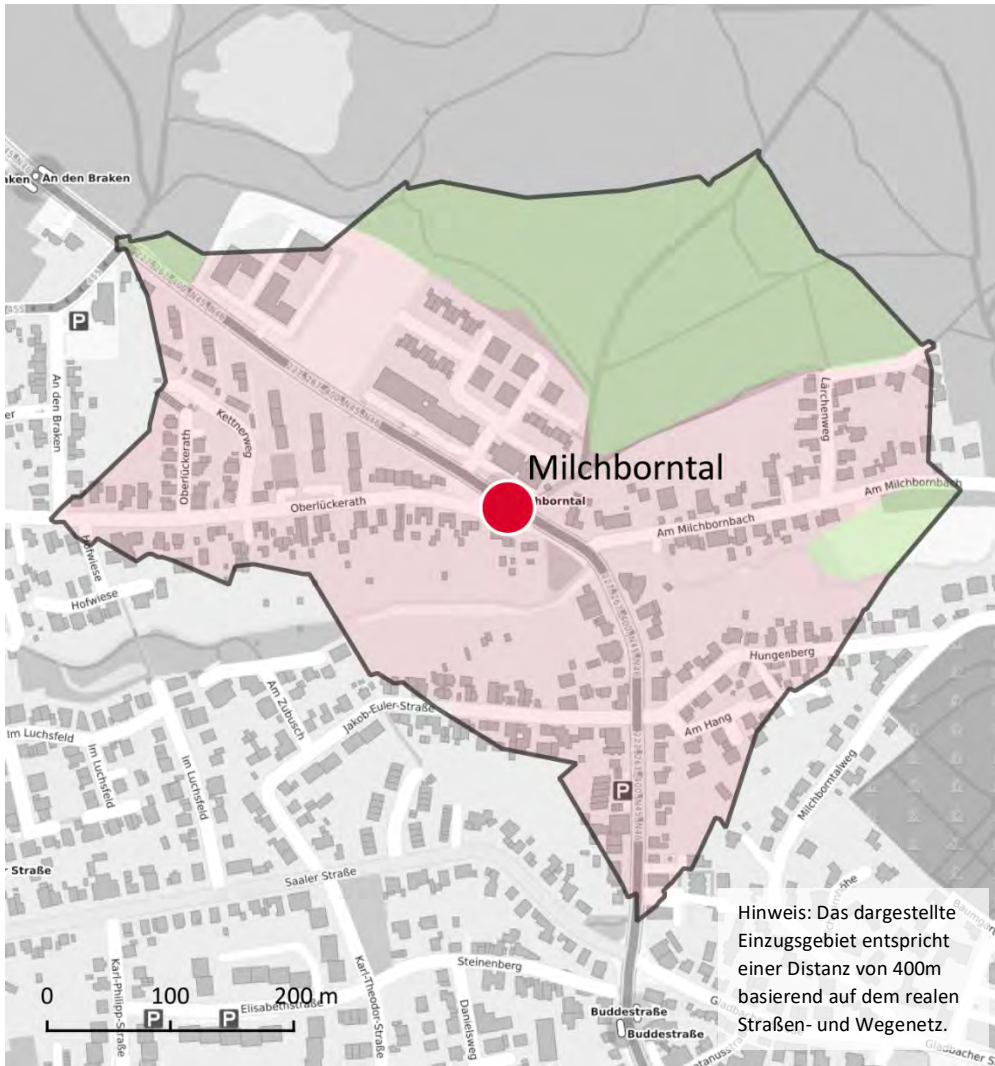 An den Braken
P
An den Braken
Kettnerweg
Oberlückerath
Oberlückerath
Milchborntal
hborntal
Lärchenweg
Am Milchbornbach
Am Milchbornbach
Hofwiese
Hofwiese
Hungenberg
Am Hang
Am Zubusch
Jakob-Euler-Straße
Im Luchsfeld
Im Luchsfeld
Im Luchsfeld
P
Milchborntalweg
r Straße
Saaler Straße
Steinenberg
Karl-Philipp-Straße
Karl-Theodor-Straße
Danielsweg
Elisabethstraße
P
P
Buddestraße
Buddestraße
0 100 200 m
Hinweis: Das dargestellte
Einzugsgebiet entspricht
einer Distanz von 400m
basierend auf dem realen
Straßen- und Wegenetz.